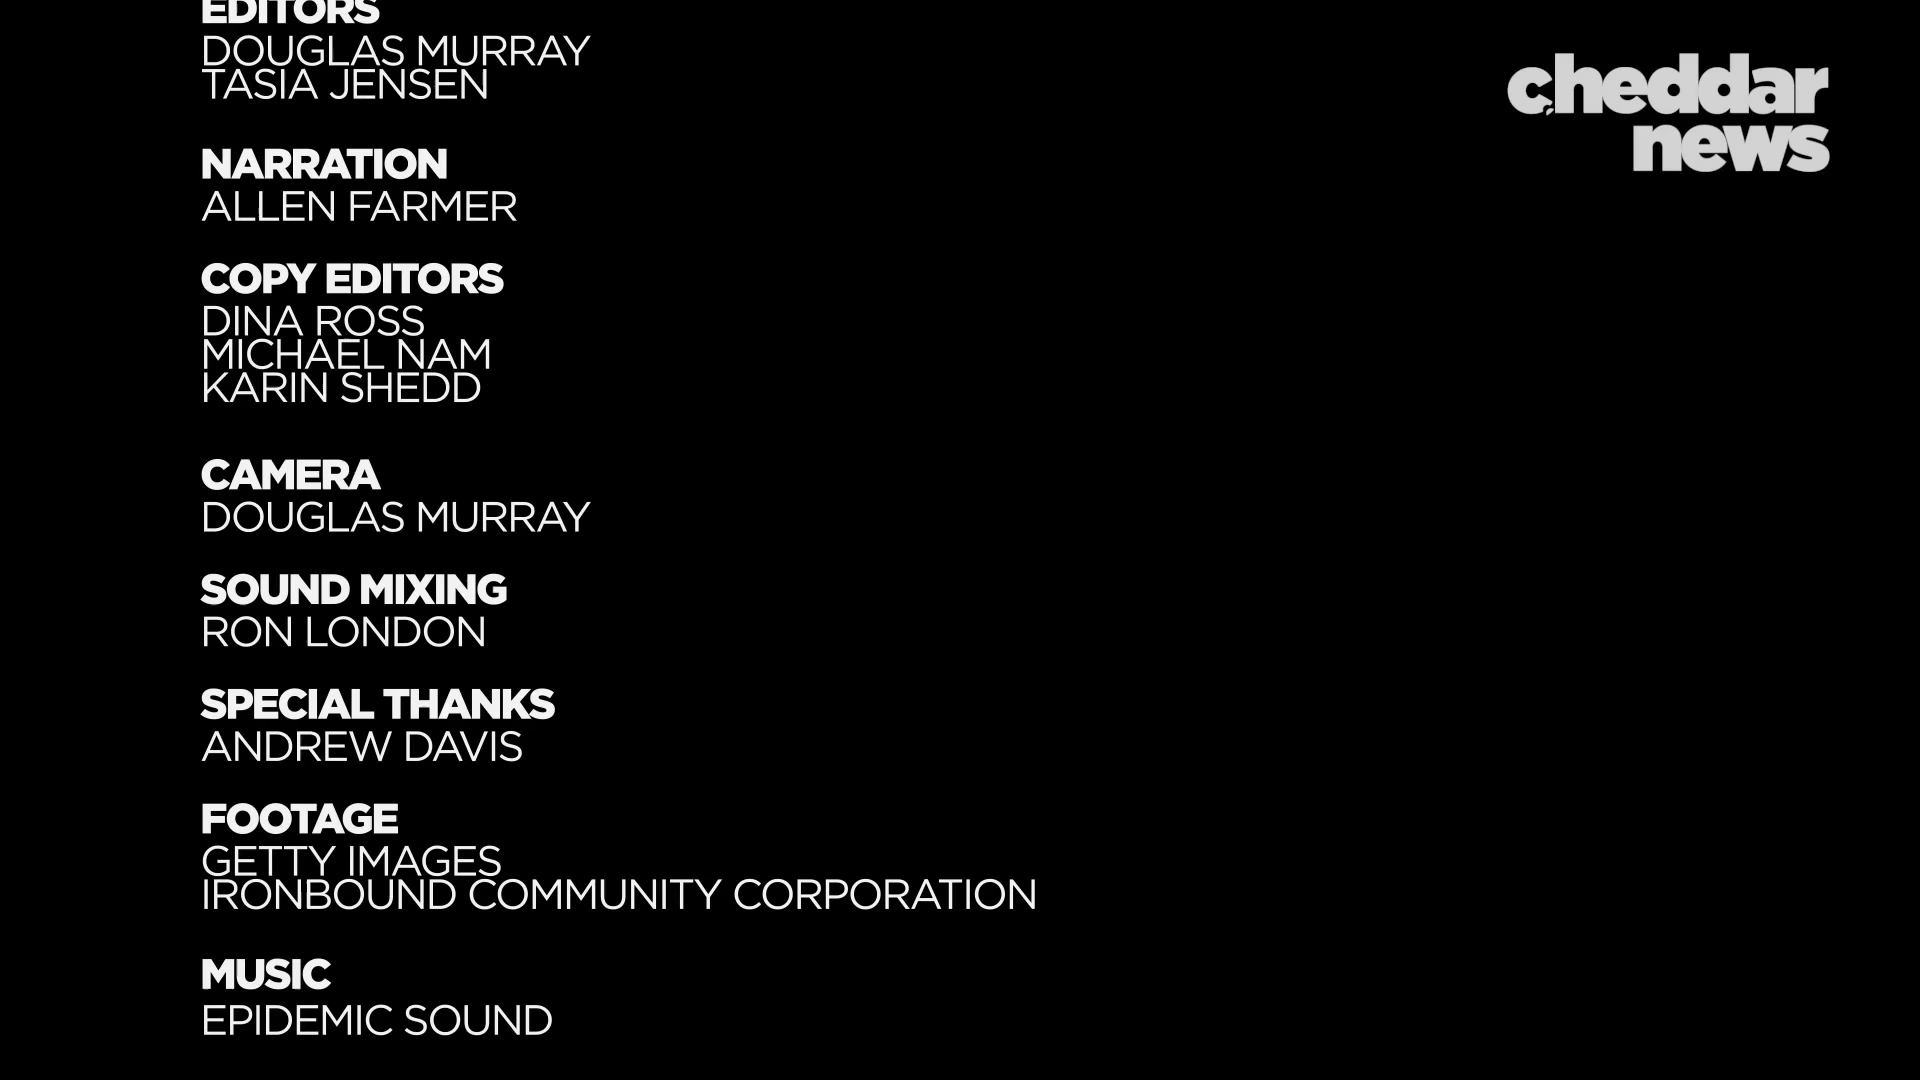 EDITORS
DOUGLAS MURRAY
TASIA JENSEN
NARRATION
ALLEN FARMER
COPY EDITORS
DINA ROSS
MICHAEL NAM
KARIN SHEDD
CAMERA
DOUGLAS MURRAY
SOUND MIXING
RON LONDON
SPECIAL THANKS
ANDREW DAVIS
FOOTAGE
GETTY IMAGES
IRONBOUND COMMUNITY CORPORATION
MUSIC
EPIDEMIC SOUND
cheddar
news